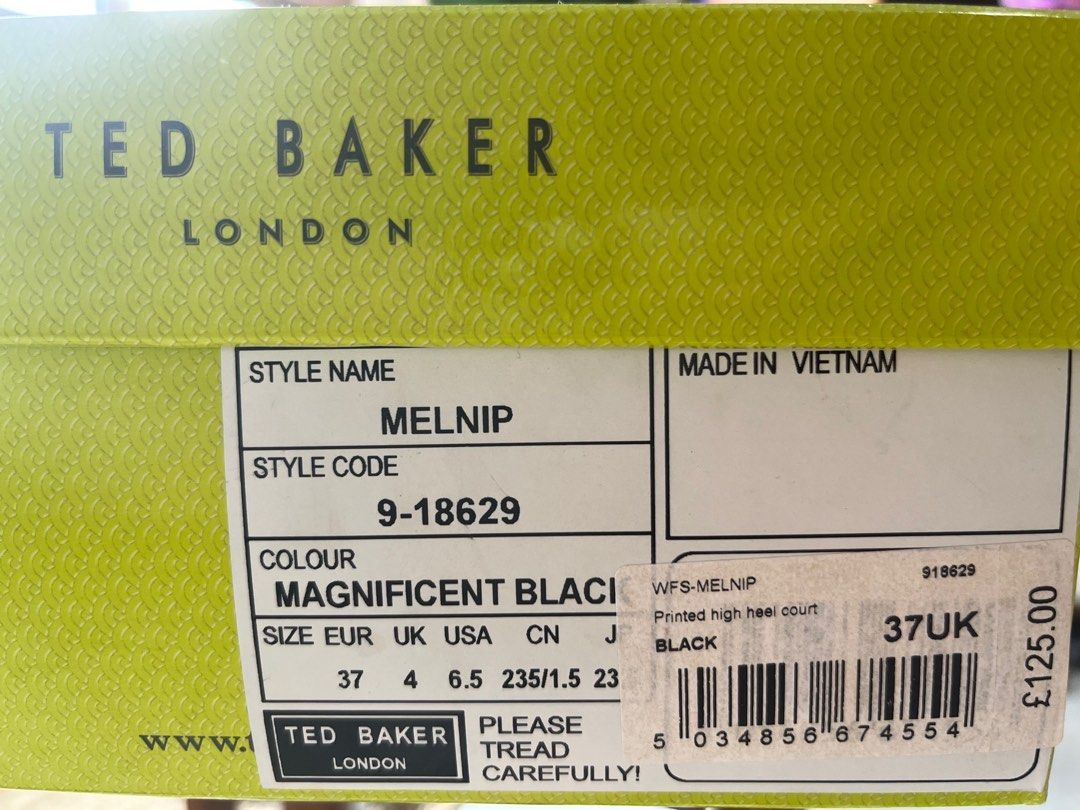 TED BAKER
LONDON
STYLE NAME
MELNIP
STYLE CODE
9-18629
COLOUR
MAGNIFICENT BLAC
SIZE EUR UK USA CN J
37 4 6.5 235/1.5 23
TED BAKER
LONDON
PLEASE
TREAD
CAREFULLY!
www.t
MADE IN VIETNAM
WFS-MELNIP 918629
Printed high heel court
BLACK 37UK
£125.00
5 034856 674554